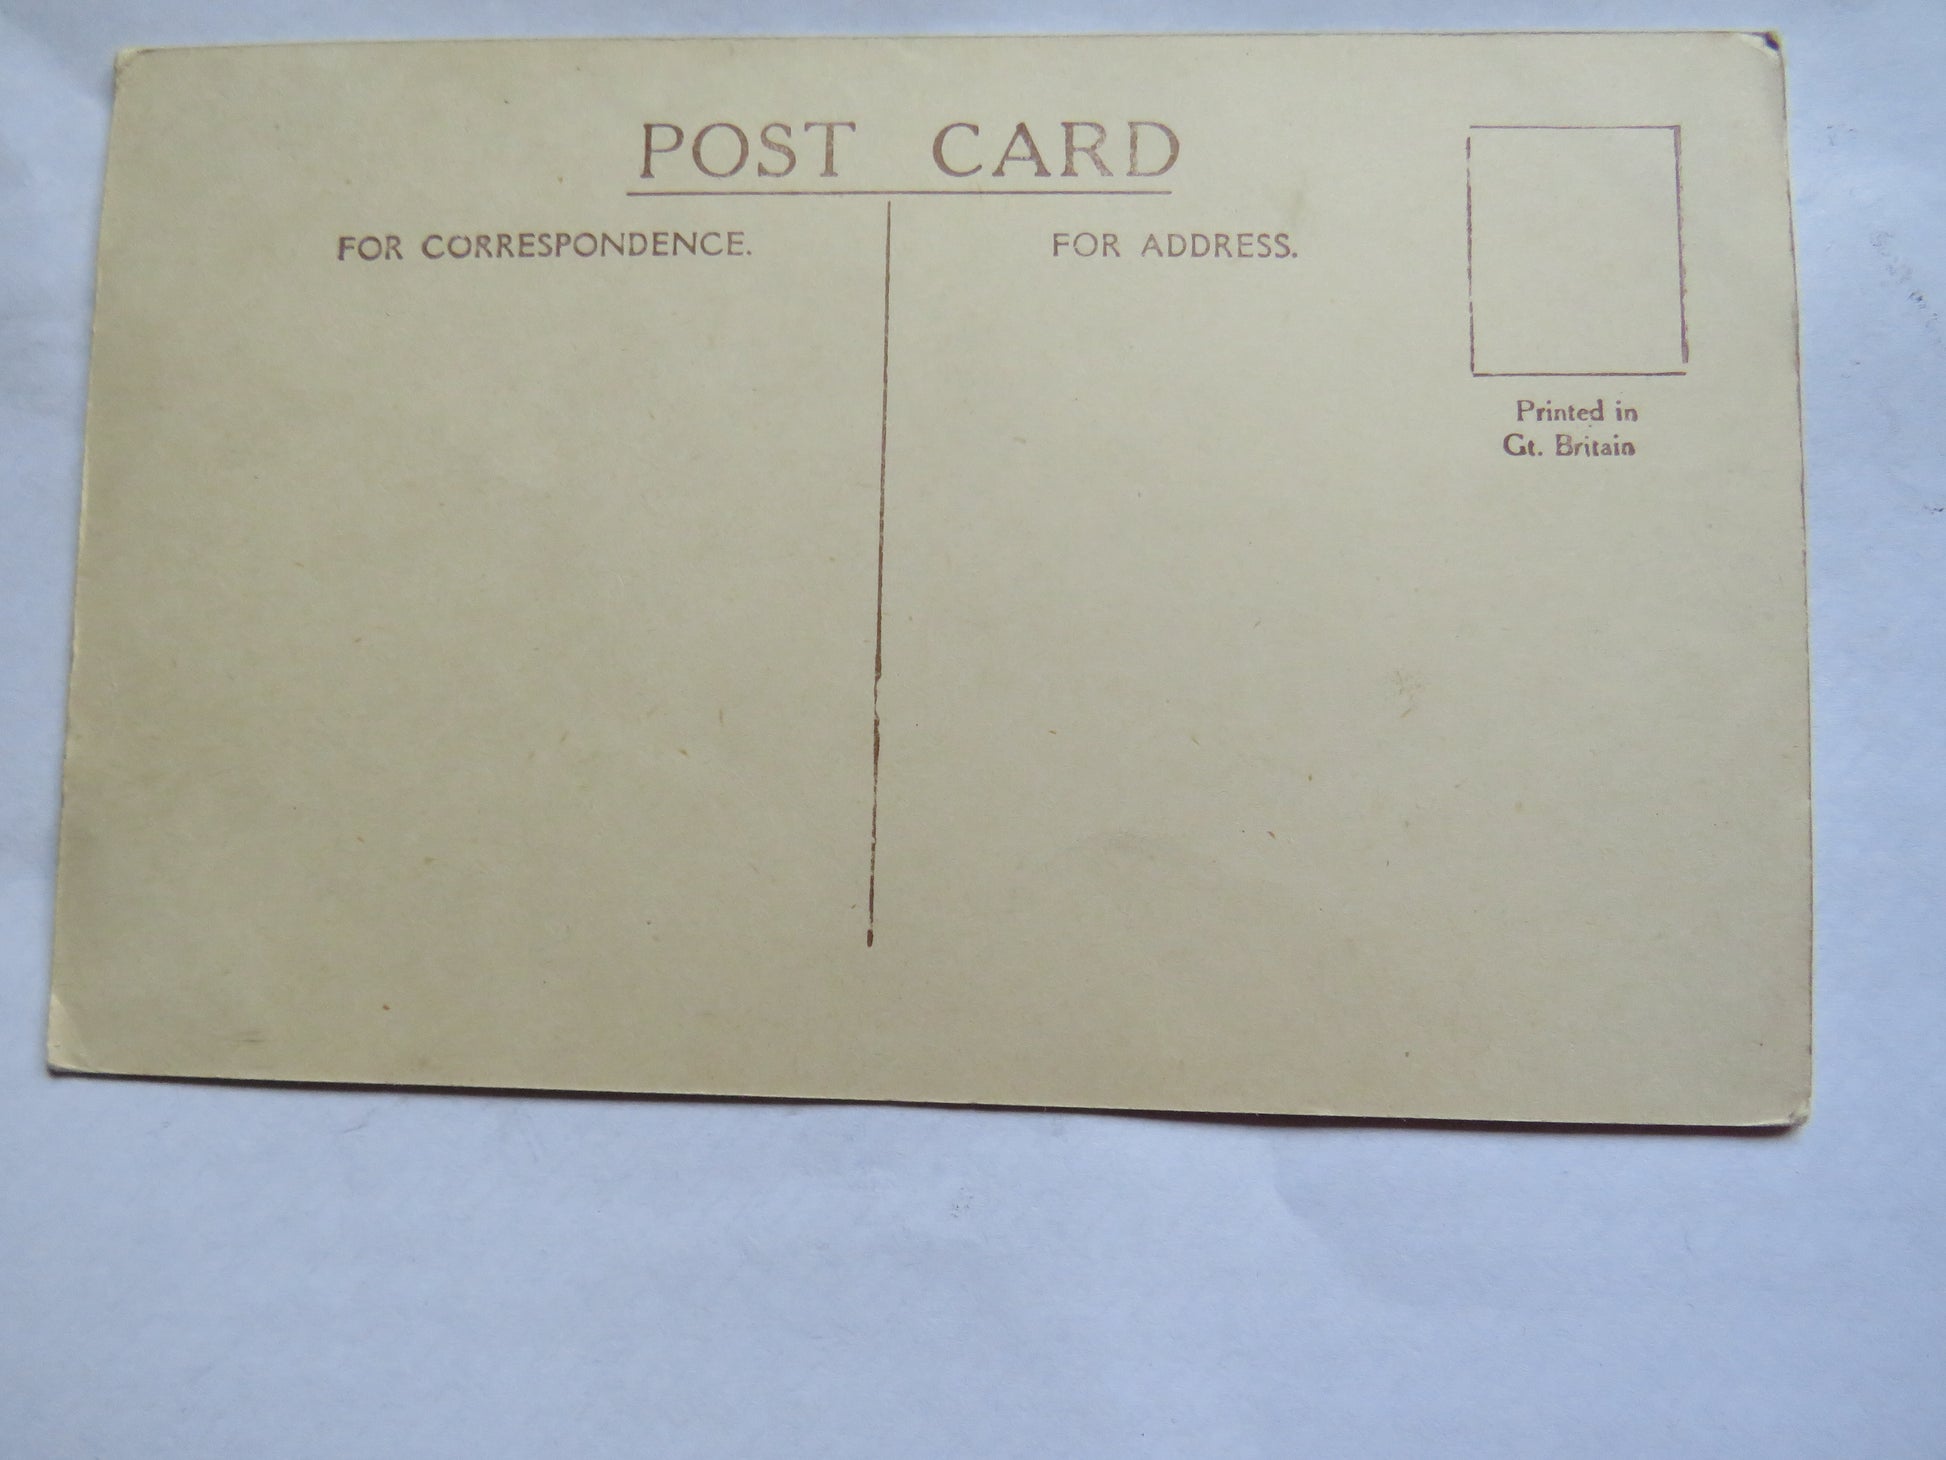 POST CARD
FOR CORRESPONDENCE.
FOR ADDRESS.
Printed in
Gt. Britain